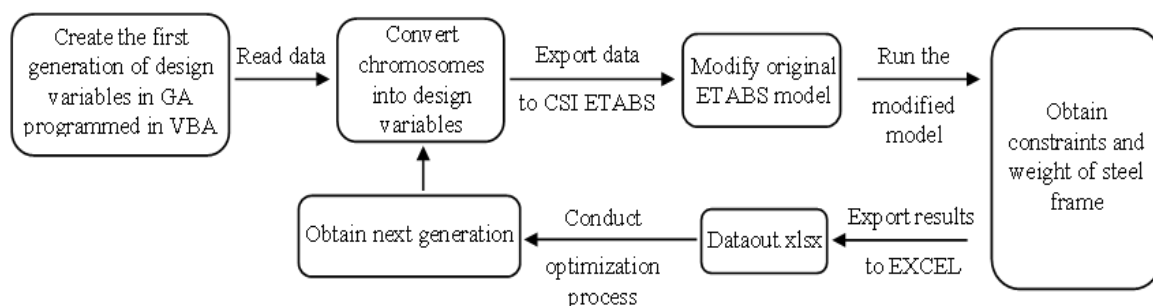 Create the first
generation of design
variables in GA
programmed in VBA
Read data
Convert
chromosomes
into design
variables
Export data
to CSI ETABS
Modify original
ETABS model
Run the
modified
model
Obtain
constraints and
weight of steel
frame
Export results
to EXCEL
Dataout.xlsx
Conduct
optimization
process
Obtain next generation